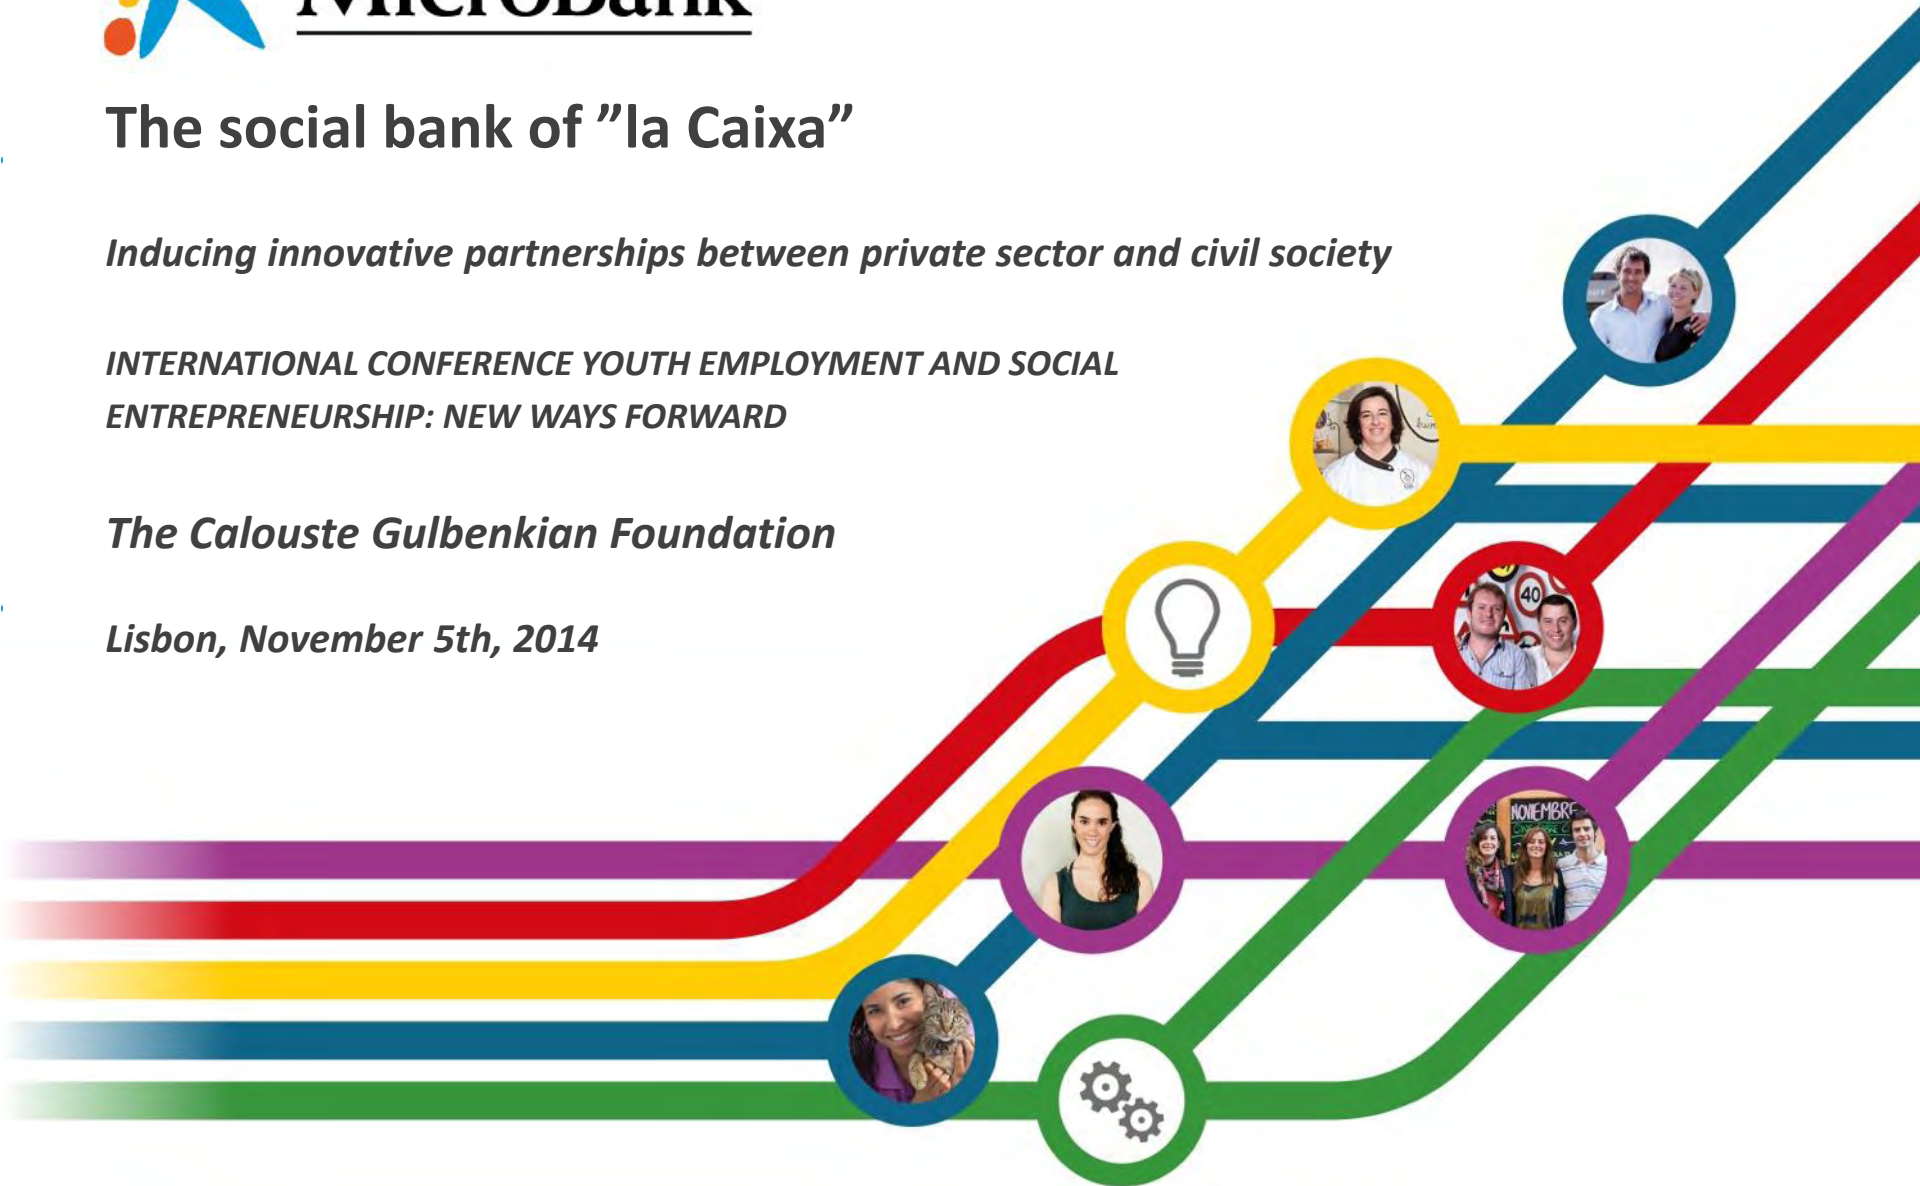 MicroBank
The social bank of ”la Caixa”
Inducing innovative partnerships between private sector and civil society
INTERNATIONAL CONFERENCE YOUTH EMPLOYMENT AND SOCIAL
ENTREPRENEURSHIP: NEW WAYS FORWARD
The Calouste Gulbenkian Foundation
Lisbon, November 5th, 2014
40
NOVIEMBRE